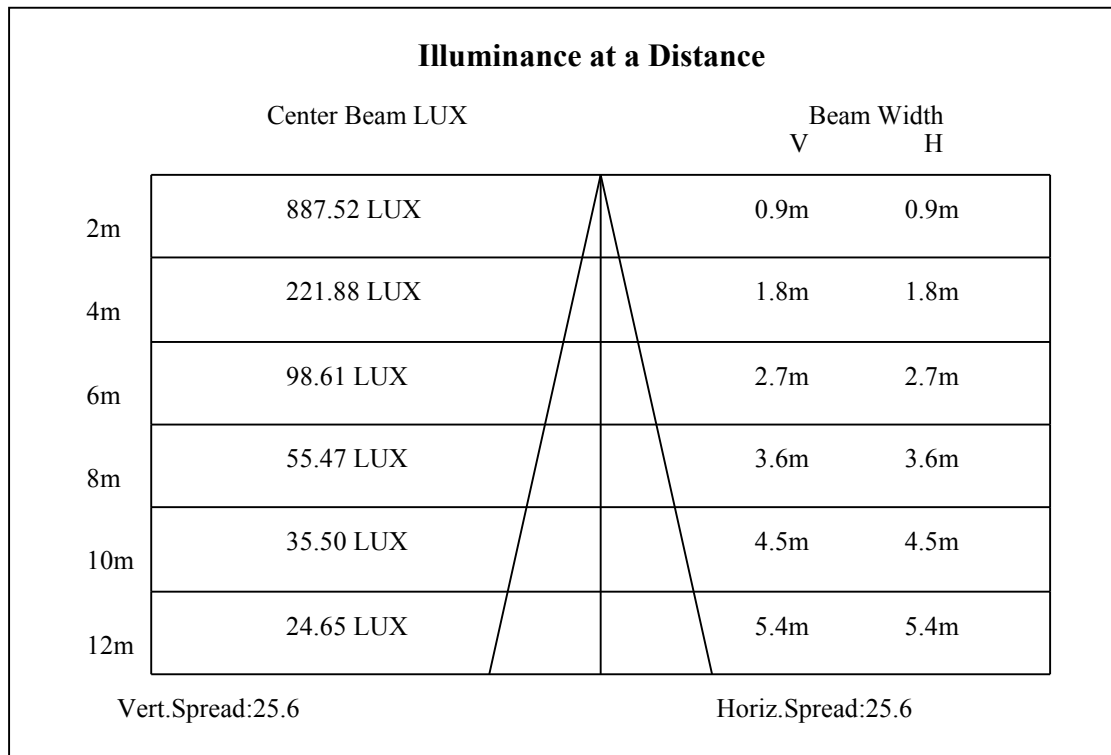 Illuminance at a Distance
Center Beam LUX Beam Width
V H
887.52 LUX 0.9m 0.9m
2m
221.88 LUX 1.8m 1.8m
4m
98.61 LUX 2.7m 2.7m
6m
55.47 LUX 3.6m 3.6m
8m
35.50 LUX 4.5m 4.5m
10m
24.65 LUX 5.4m 5.4m
12m
Vert.Spread:25.6 Horiz.Spread:25.6